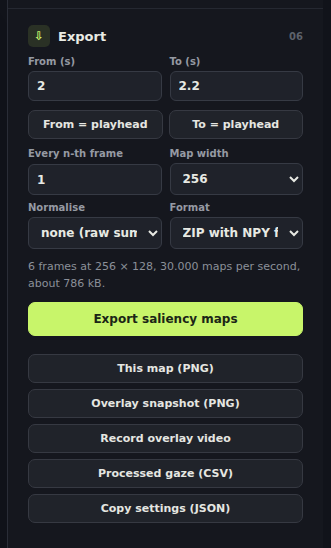 ⇩ Export 06
From (s) To (s)
2 2.2
From = playhead To = playhead
Every n-th frame Map width
1 256
Normalise Format
none (raw sum ZIP with NPY f
6 frames at 256 × 128, 30.000 maps per second,
about 786 kB.
Export saliency maps
This map (PNG)
Overlay snapshot (PNG)
Record overlay video
Processed gaze (CSV)
Copy settings (JSON)